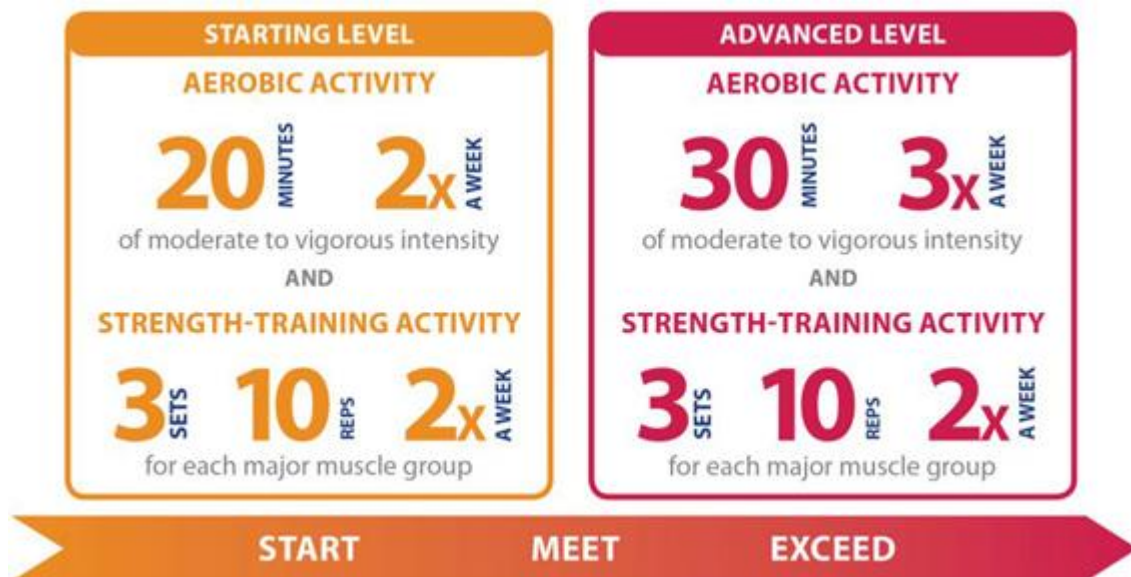 STARTING LEVEL
AEROBIC ACTIVITY
20 MINUTES 2x A WEEK
of moderate to vigorous intensity
AND
STRENGTH-TRAINING ACTIVITY
3 SETS 10 REPS 2x A WEEK
for each major muscle group
ADVANCED LEVEL
AEROBIC ACTIVITY
30 MINUTES 3x A WEEK
of moderate to vigorous intensity
AND
STRENGTH-TRAINING ACTIVITY
3 SETS 10 REPS 2x A WEEK
for each major muscle group
START MEET EXCEED